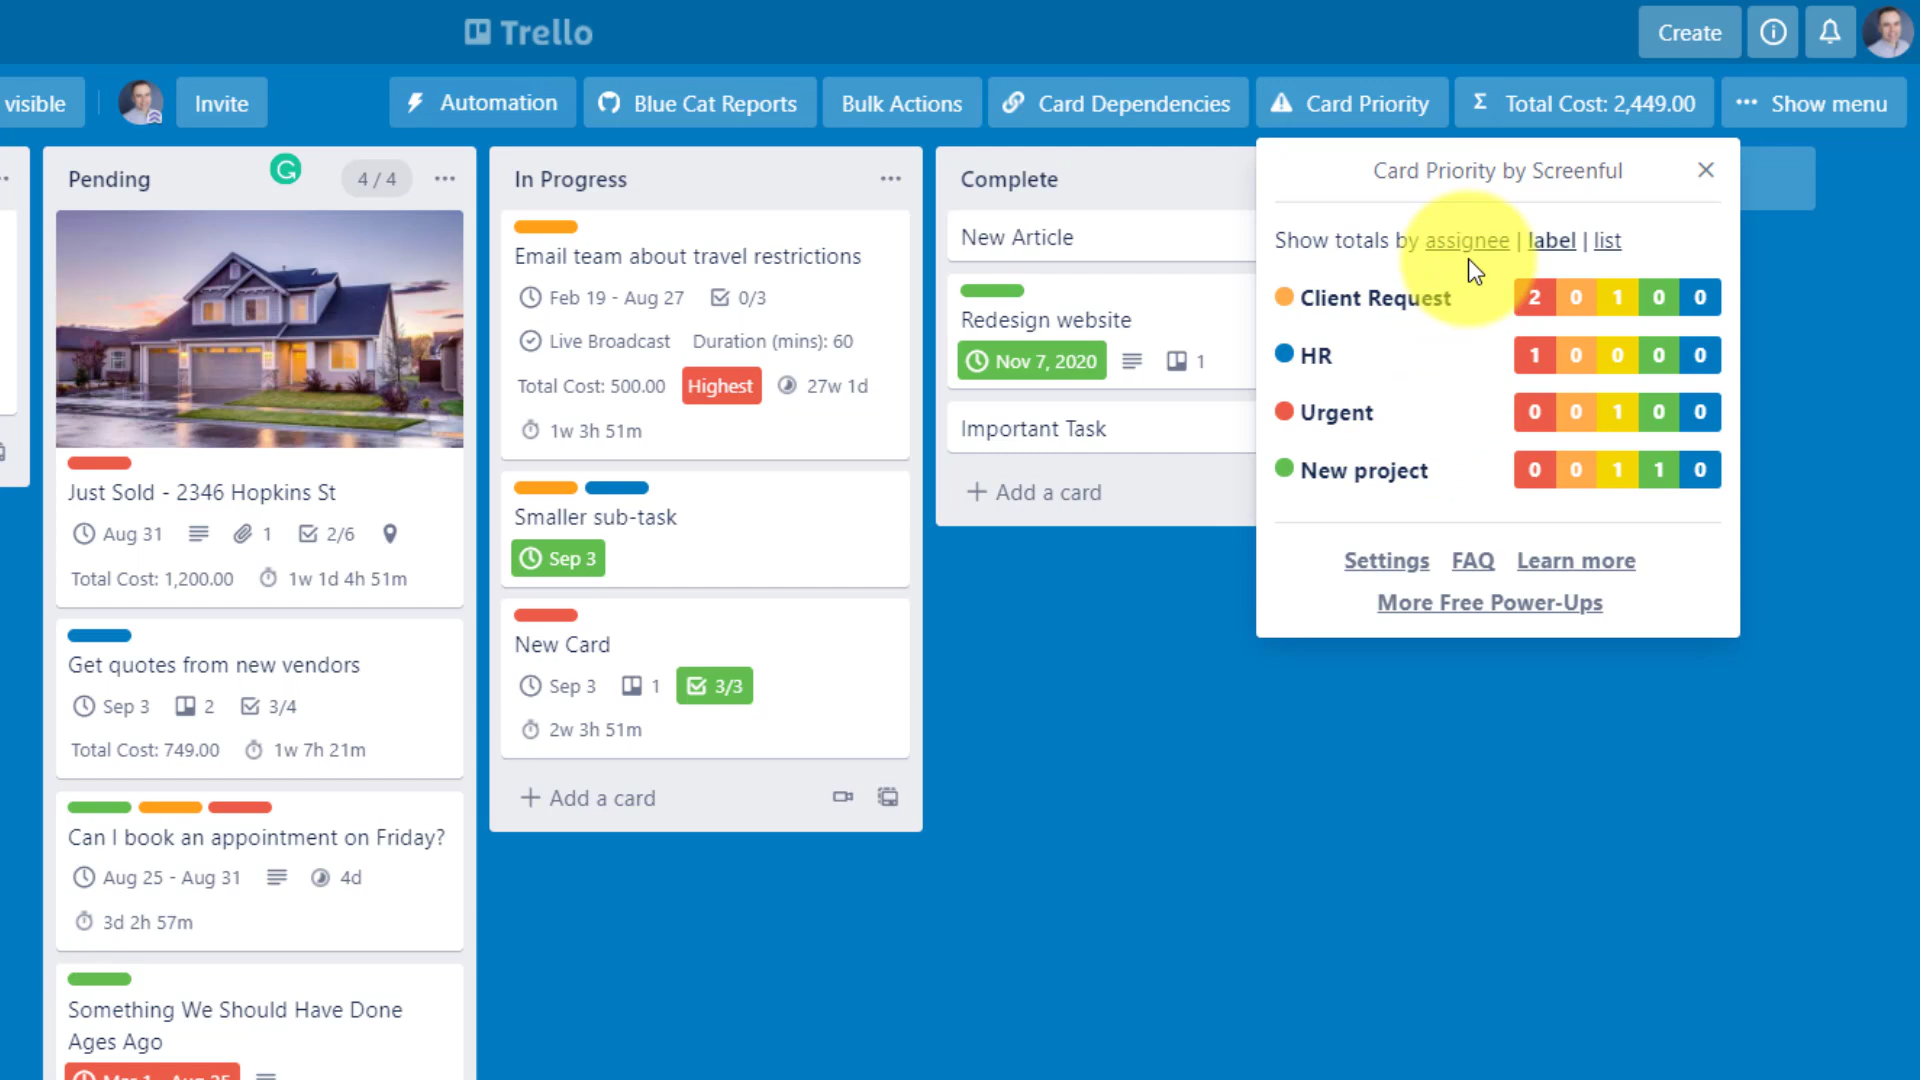 Trello
Create
visible
Invite
Automation
Blue Cat Reports
Bulk Actions
Card Dependencies
Card Priority
Σ Total Cost: 2,449.00
Show menu
Pending
4 / 4
Just Sold - 2346 Hopkins St
Aug 31 1 2/6
Total Cost: 1,200.00 1w 1d 4h 51m
Get quotes from new vendors
Sep 3 2 3/4
Total Cost: 749.00 1w 7h 21m
Can I book an appointment on Friday?
Aug 25 - Aug 31 4d
3d 2h 57m
Something We Should Have Done
Ages Ago
Mar 1 - Aug 25
In Progress
Email team about travel restrictions
Feb 19 - Aug 27 0/3
Live Broadcast Duration (mins): 60
Total Cost: 500.00 Highest 27w 1d
1w 3h 51m
Smaller sub-task
Sep 3
New Card
Sep 3 1 3/3
2w 3h 51m
+ Add a card
Complete
New Article
Redesign website
Nov 7, 2020 1
Important Task
+ Add a card
Card Priority by Screenful
Show totals by assignee | label | list
Client Request 2 0 1 0 0
HR 1 0 0 0 0
Urgent 0 0 1 0 0
New project 0 0 1 1 0
Settings FAQ Learn more
More Free Power-Ups